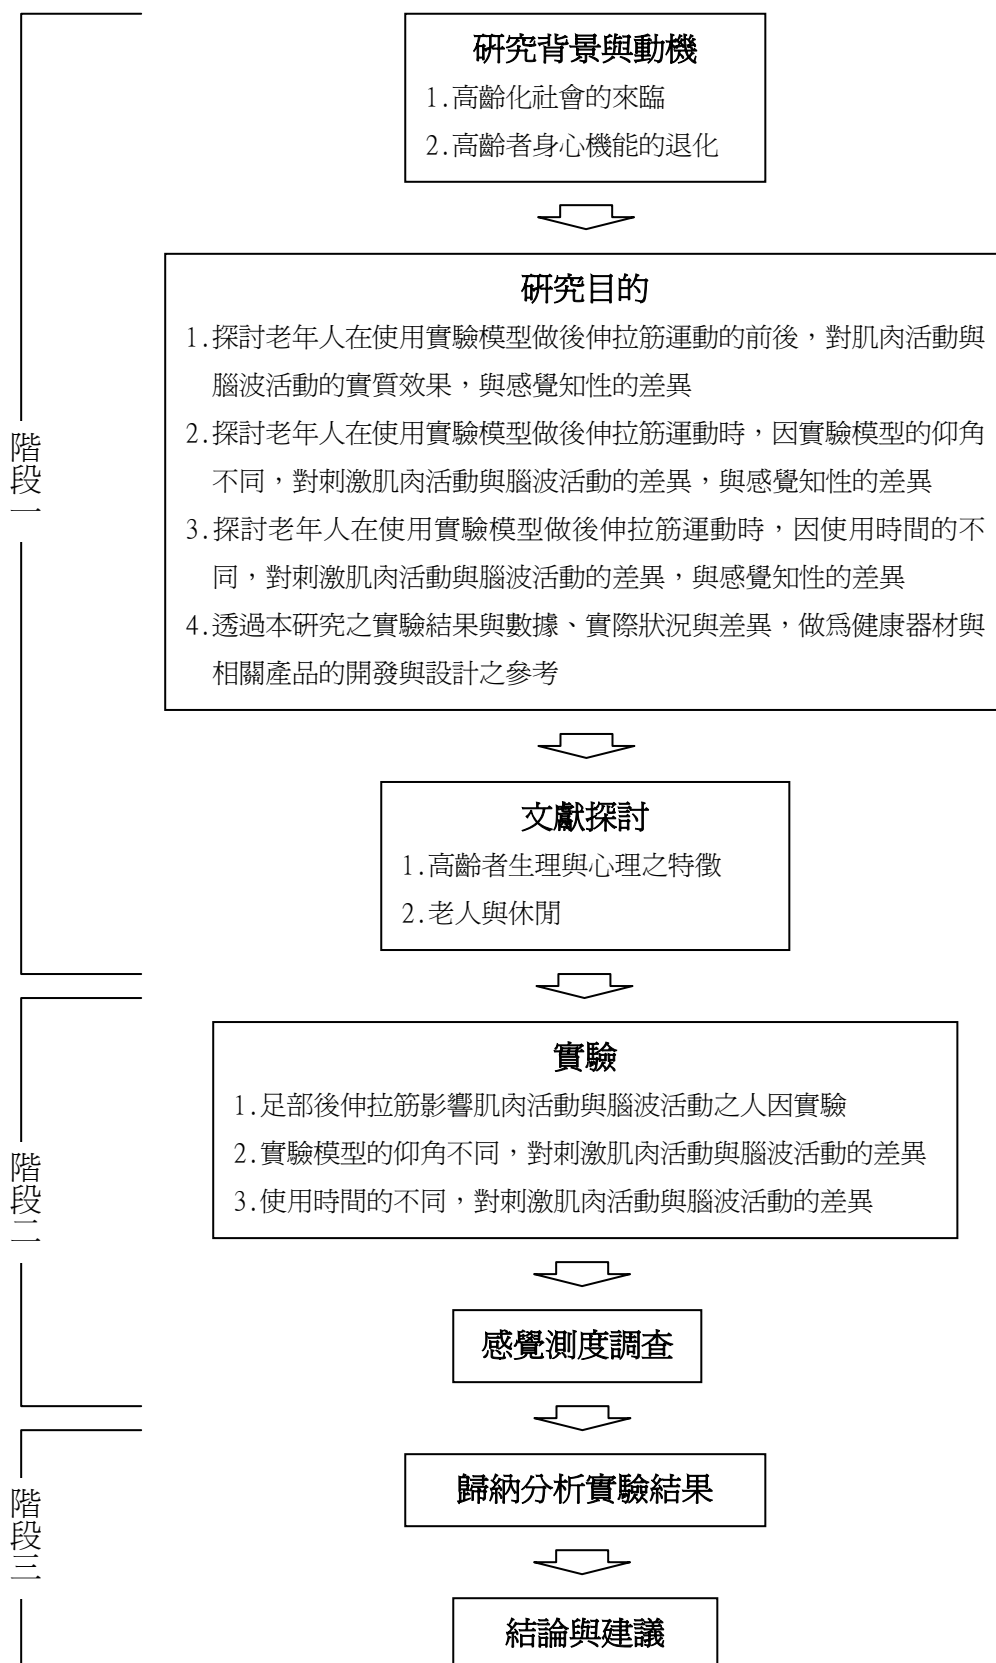 研究背景與動機
1.高齡化社會的來臨
2.高齡者身心機能的退化
研究目的
1.探討老年人在使用實驗模型做後伸拉筋運動的前後，對肌肉活動與
腦波活動的實質效果，與感覺知性的差異
2.探討老年人在使用實驗模型做後伸拉筋運動時，因實驗模型的仰角
不同，對刺激肌肉活動與腦波活動的差異，與感覺知性的差異
3.探討老年人在使用實驗模型做後伸拉筋運動時，因使用時間的不
同，對刺激肌肉活動與腦波活動的差異，與感覺知性的差異
4.透過本研究之實驗結果與數據、實際狀況與差異，做為健康器材與
相關產品的開發與設計之參考
階段一
文獻探討
1.高齡者生理與心理之特徵
2.老人與休閒
實驗
1.足部後伸拉筋影響肌肉活動與腦波活動之人因實驗
2.實驗模型的仰角不同，對刺激肌肉活動與腦波活動的差異
3.使用時間的不同，對刺激肌肉活動與腦波活動的差異
階段二
感覺測度調查
歸納分析實驗結果
階段三
結論與建議